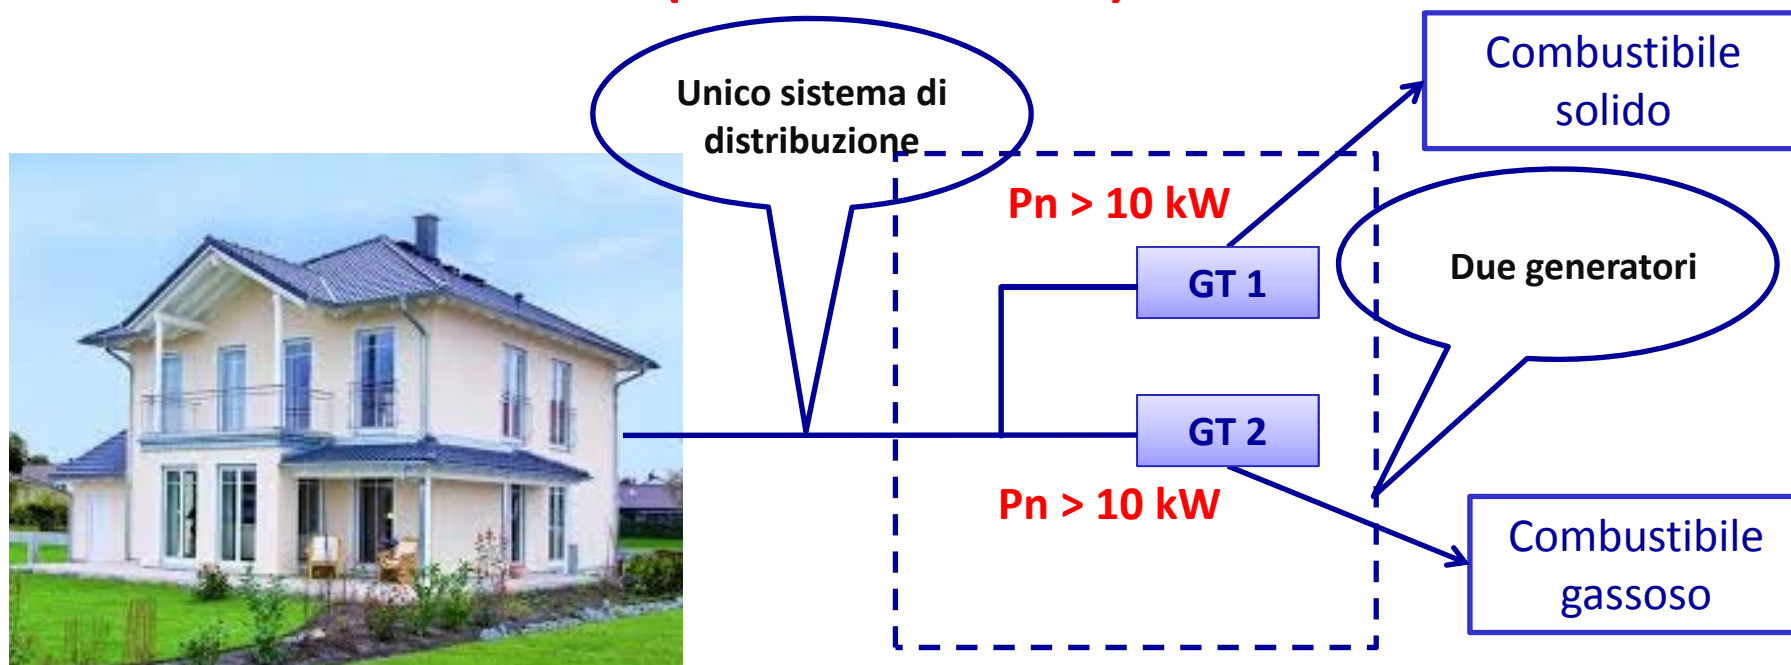 Unico sistema di
distribuzione
Combustibile
solido
Pn > 10 kW
GT 1
Due generatori
GT 2
Pn > 10 kW
Combustibile
gassoso